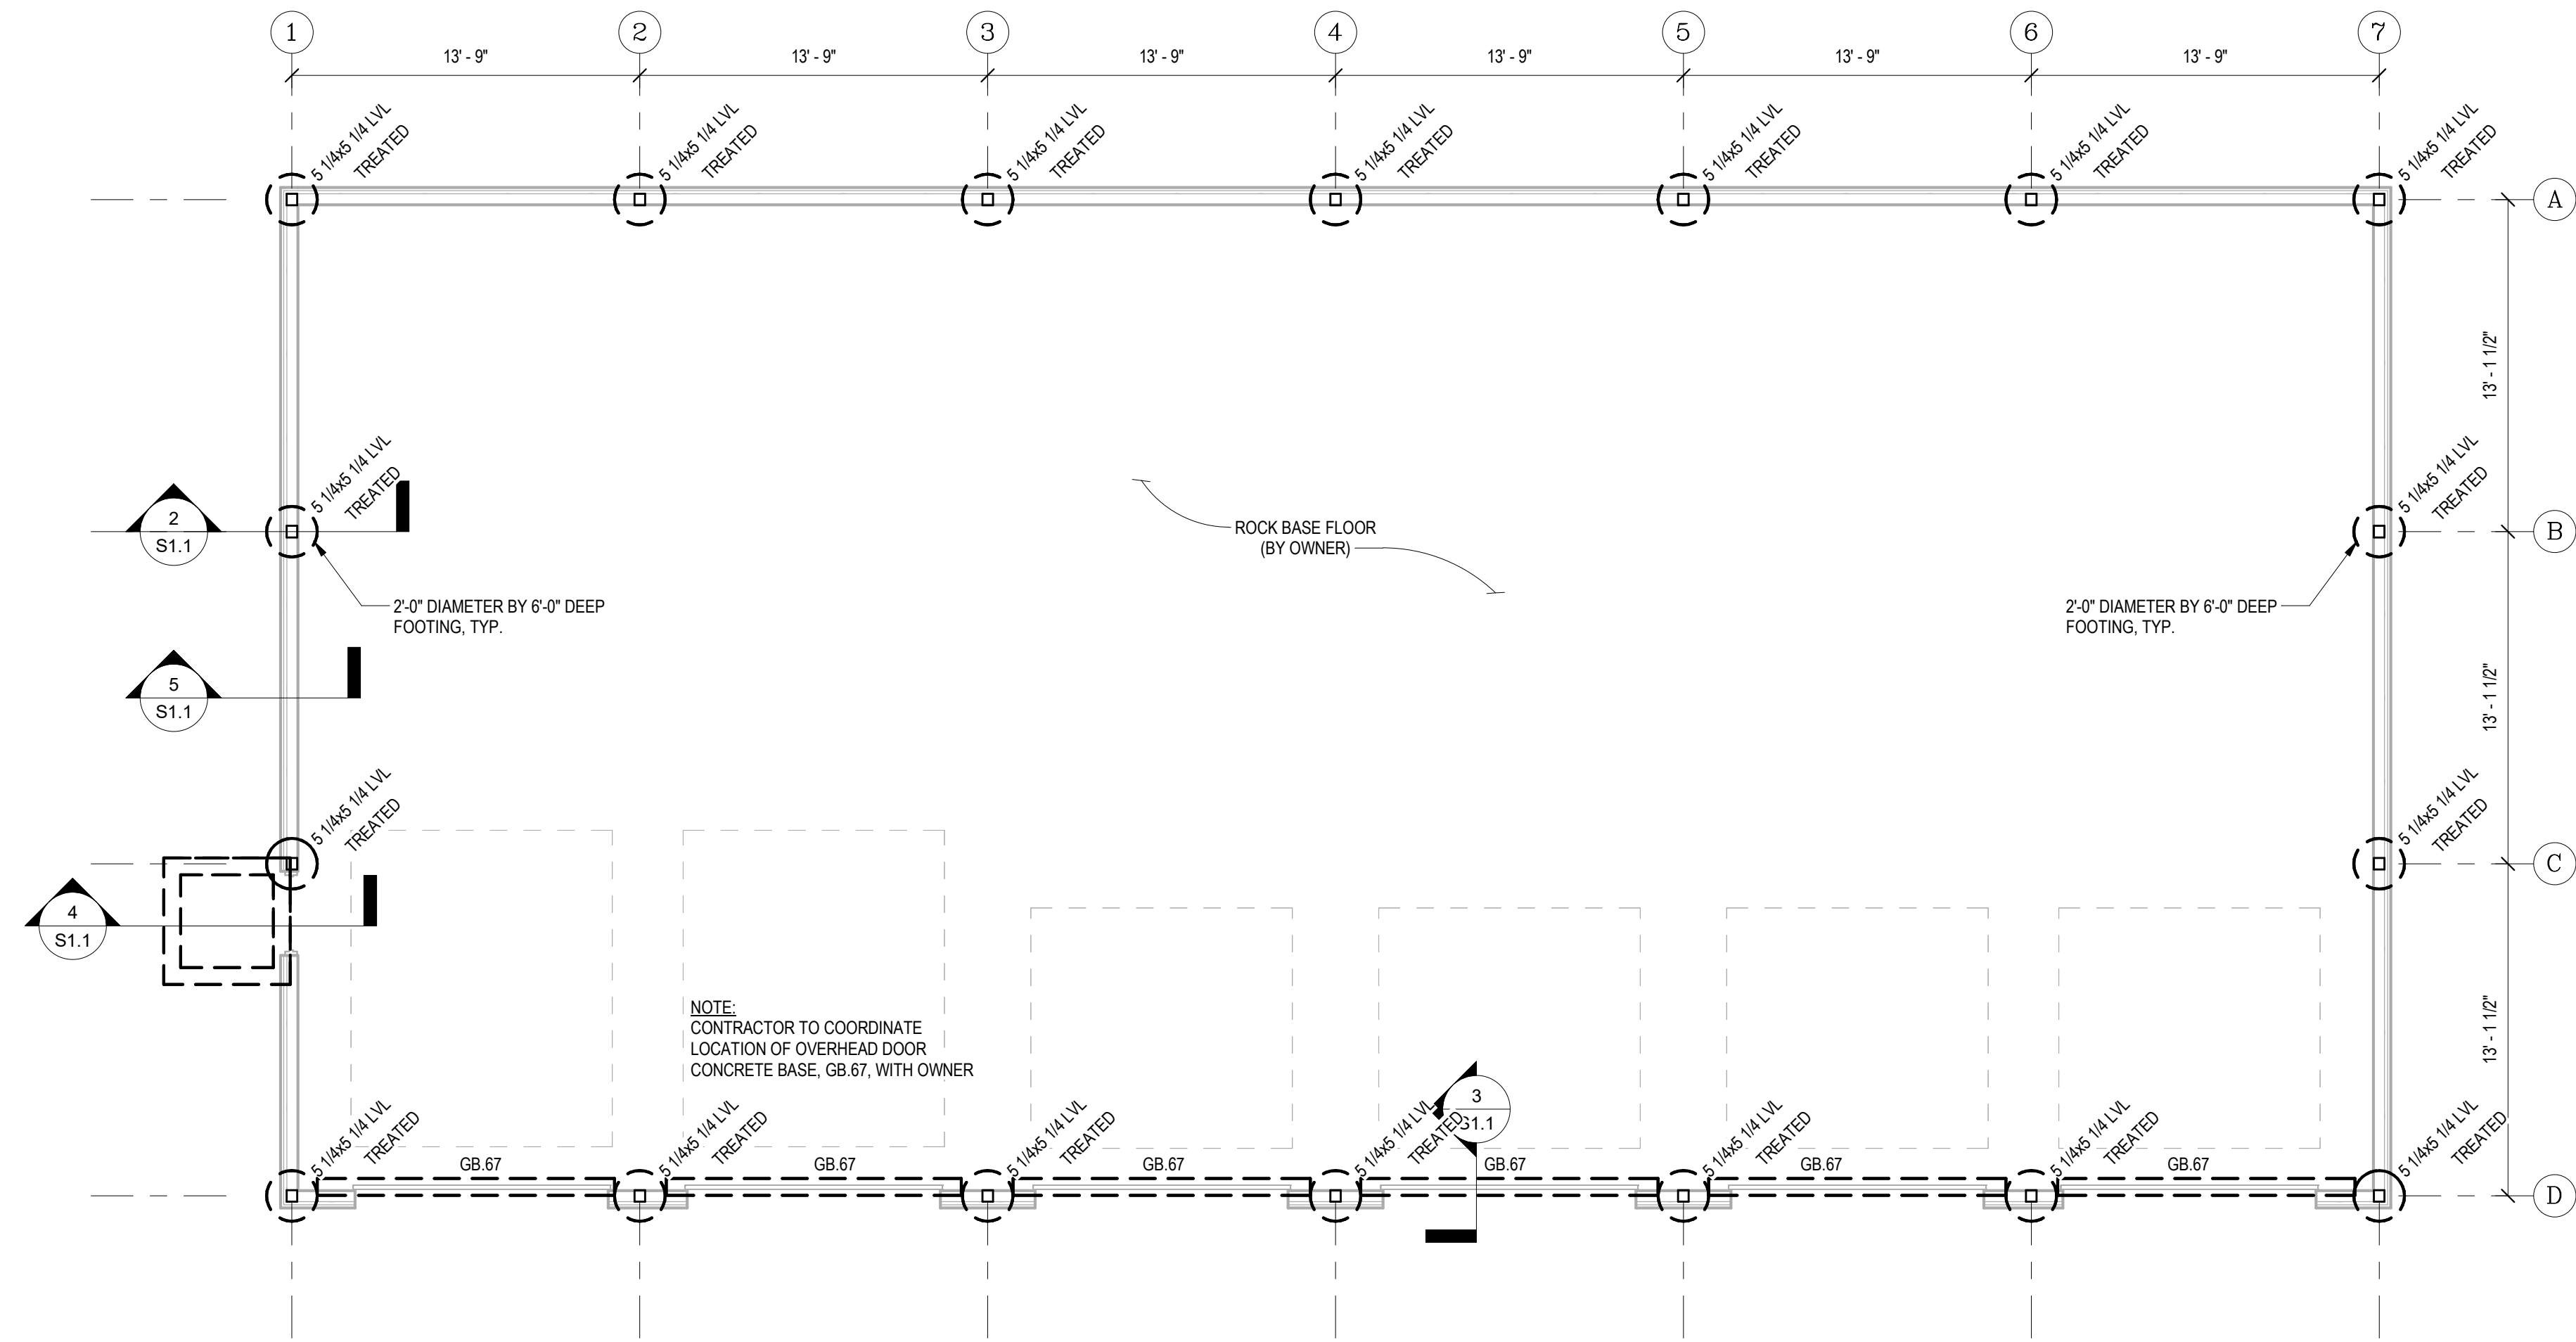 1
2
3
4
5
6
7
13' - 9"
13' - 9"
13' - 9"
13' - 9"
13' - 9"
13' - 9"
5 1/4x5 1/4 LVL
TREATED
5 1/4x5 1/4 LVL
TREATED
5 1/4x5 1/4 LVL
TREATED
5 1/4x5 1/4 LVL
TREATED
5 1/4x5 1/4 LVL
TREATED
5 1/4x5 1/4 LVL
TREATED
5 1/4x5 1/4 LVL
TREATED
A
13' - 1 1/2"
5 1/4x5 1/4 LVL
TREATED
5 1/4x5 1/4 LVL
TREATED
2
S1.1
ROCK BASE FLOOR
(BY OWNER)
B
2'-0" DIAMETER BY 6'-0" DEEP
FOOTING, TYP.
2'-0" DIAMETER BY 6'-0" DEEP
FOOTING, TYP.
5
S1.1
13' - 1 1/2"
5 1/4x5 1/4 LVL
TREATED
5 1/4x5 1/4 LVL
TREATED
C
4
S1.1
NOTE:
CONTRACTOR TO COORDINATE
LOCATION OF OVERHEAD DOOR
CONCRETE BASE, GB.67, WITH OWNER
13' - 1 1/2"
3
S1.1
5 1/4x5 1/4 LVL
TREATED
5 1/4x5 1/4 LVL
TREATED
5 1/4x5 1/4 LVL
TREATED
5 1/4x5 1/4 LVL
TREATED
5 1/4x5 1/4 LVL
TREATED
5 1/4x5 1/4 LVL
TREATED
5 1/4x5 1/4 LVL
TREATED
GB.67
GB.67
GB.67
GB.67
GB.67
GB.67
D